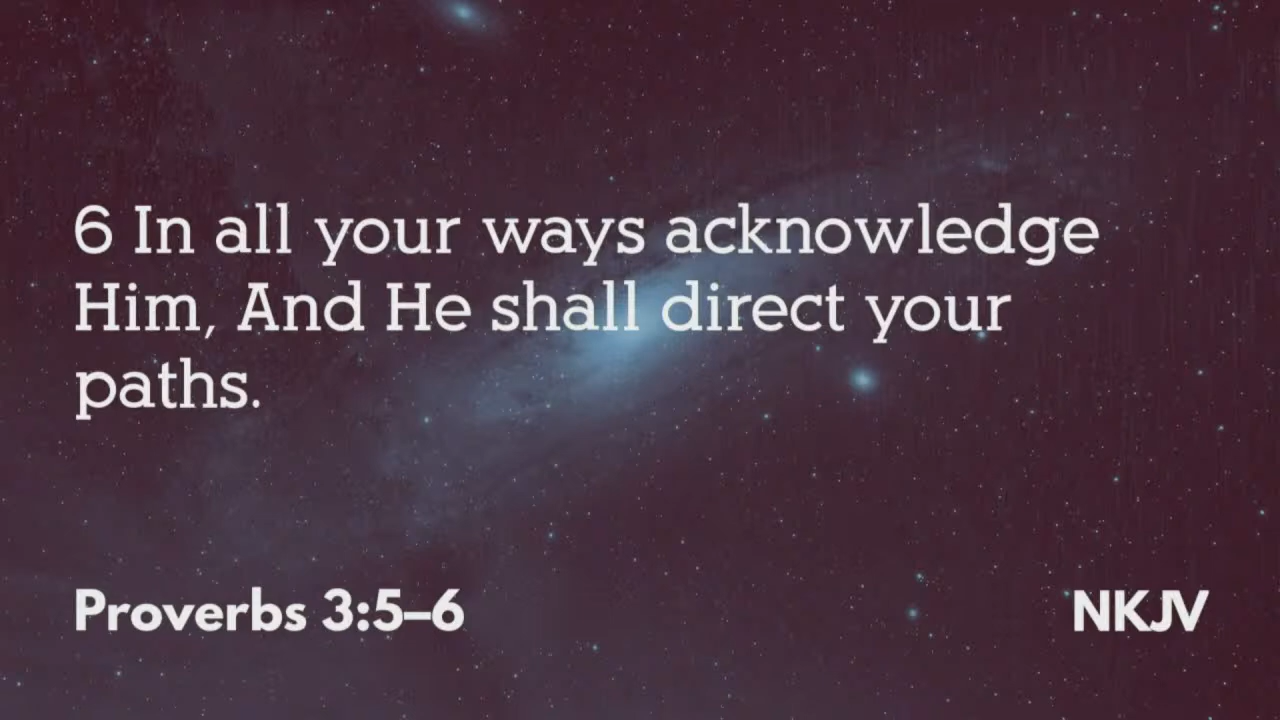 6 In all your ways acknowledge
Him, And He shall direct your
paths.
Proverbs 3:5–6
NKJV